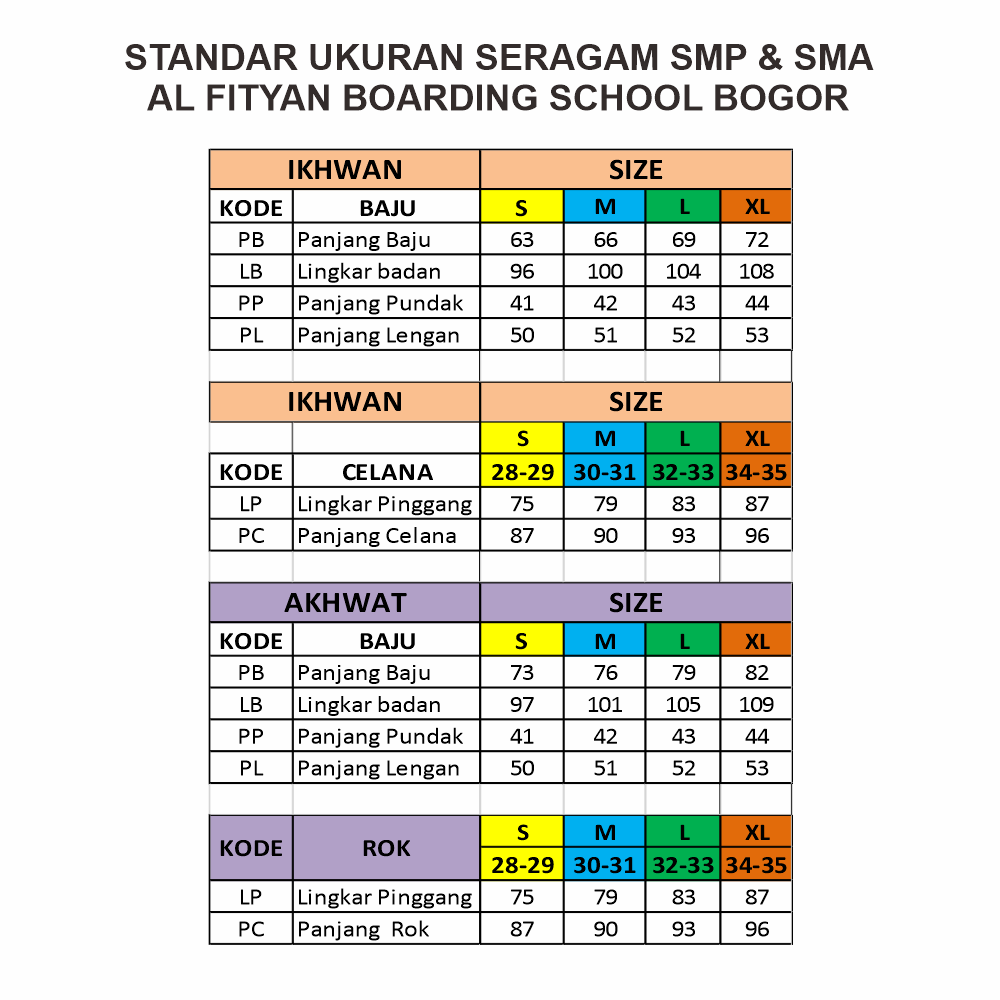 STANDAR UKURAN SERAGAM SMP & SMA
AL FITYAN BOARDING SCHOOL BOGOR
IKHWAN SIZE
KODE BAJU S M L XL
PB Panjang Baju 63 66 69 72
LB Lingkar badan 96 100 104 108
PP Panjang Pundak 41 42 43 44
PL Panjang Lengan 50 51 52 53
IKHWAN SIZE
S M L XL
KODE CELANA 28-29 30-31 32-33 34-35
LP Lingkar Pinggang 75 79 83 87
PC Panjang Celana 87 90 93 96
AKHWAT SIZE
KODE BAJU S M L XL
PB Panjang Baju 73 76 79 82
LB Lingkar badan 97 101 105 109
PP Panjang Pundak 41 42 43 44
PL Panjang Lengan 50 51 52 53
KODE ROK S M L XL
28-29 30-31 32-33 34-35
LP Lingkar Pinggang 75 79 83 87
PC Panjang Rok 87 90 93 96